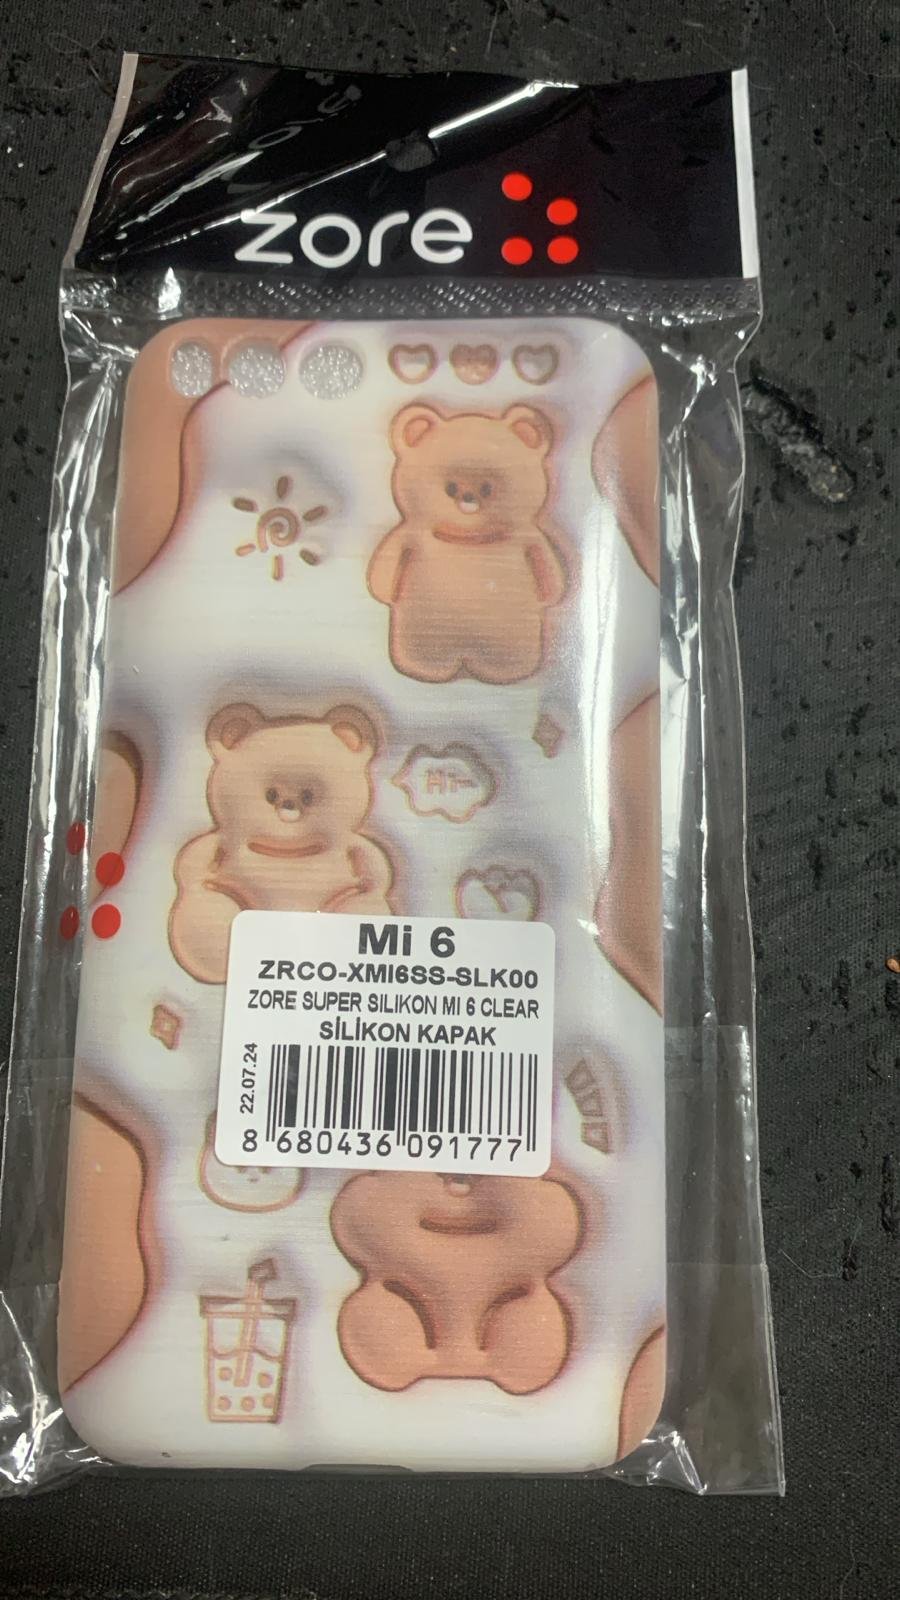 zore
Hi~
Mi 6
ZRCO-XMI6SS-SLK00
ZORE SUPER SILIKON MI 6 CLEAR
SİLİKON KAPAK
22.07.24
8 680436 091777